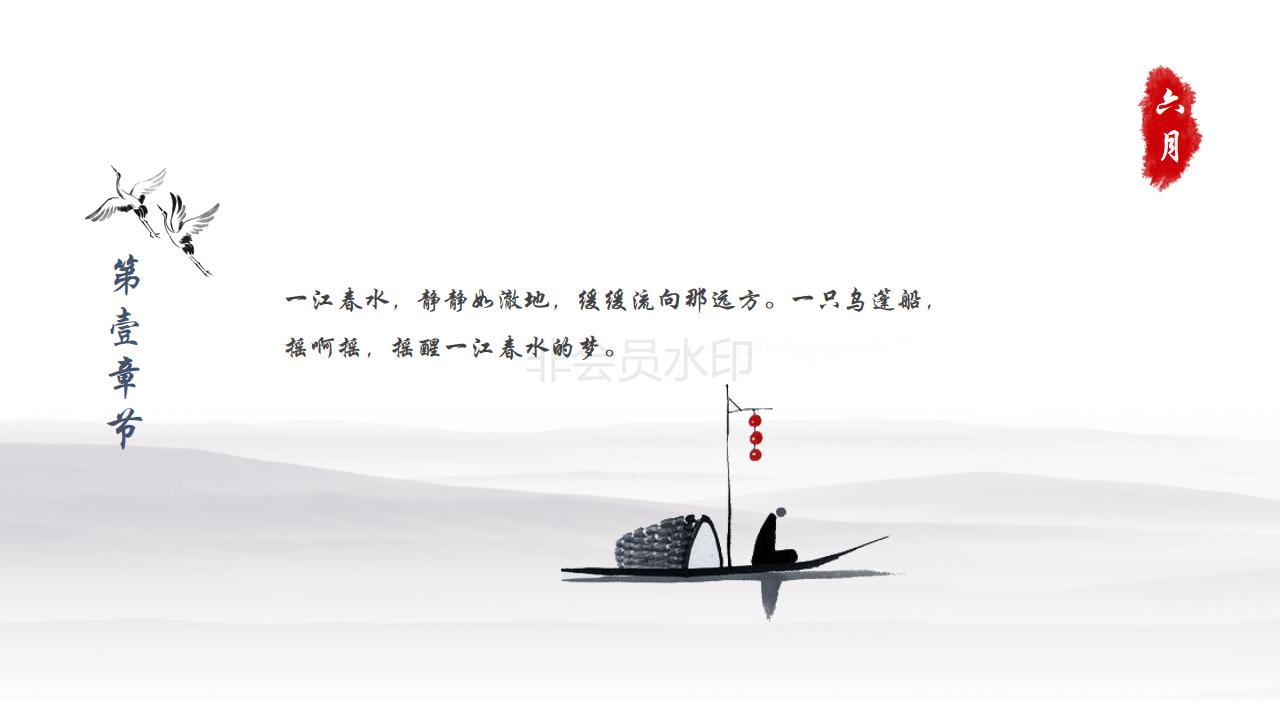 六月
第壹章节
一江春水，静静如澈地，缓缓流向那远方。一只乌篷船，
摇啊摇，摇醒一江春水的梦。
非会员水印